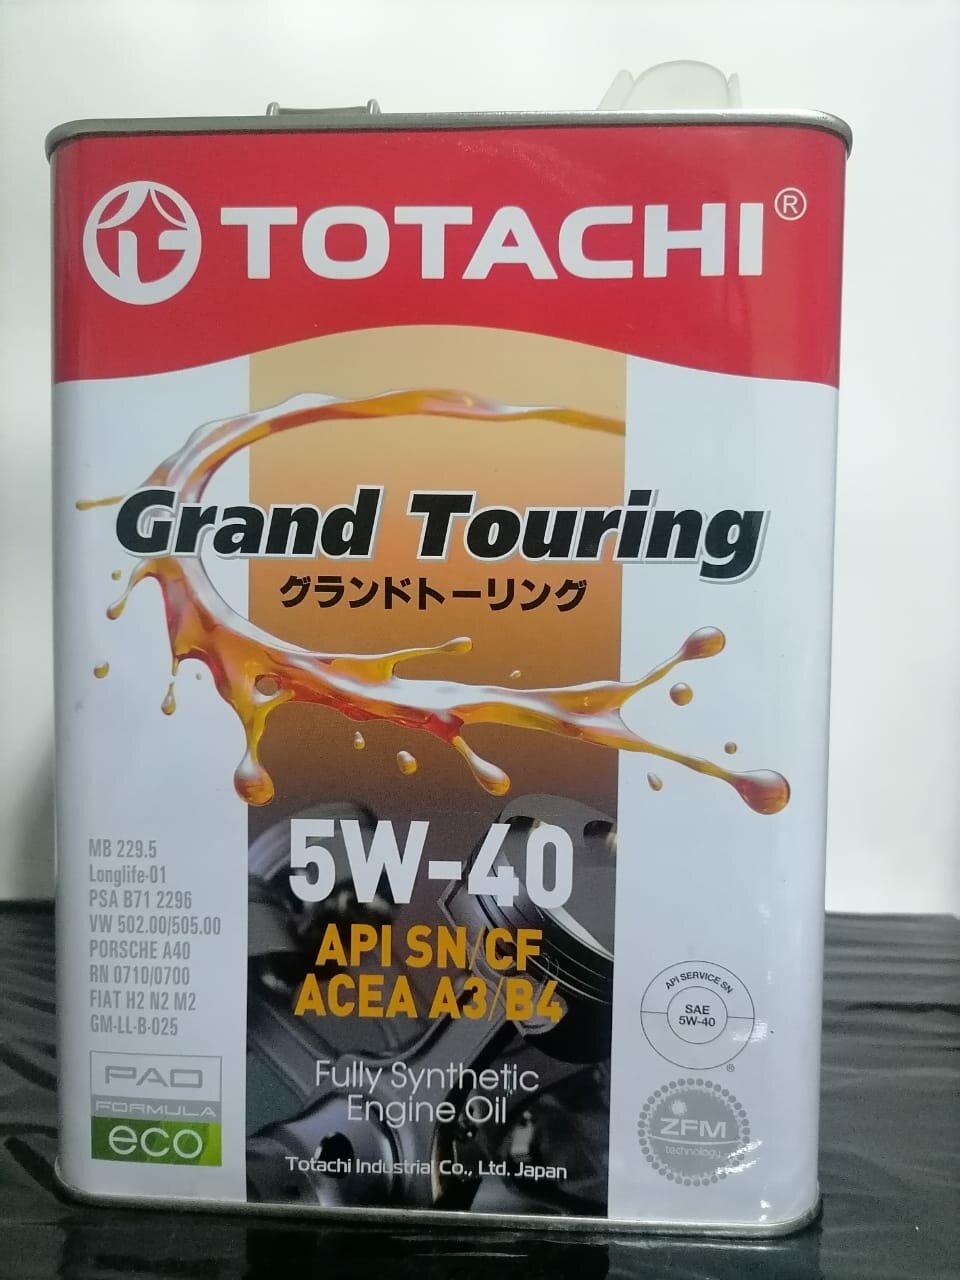 TOTACHI®
Grand Touring
グランドトーリング
5W-40
API SN/CF
ACEA A3/B4
Fully Synthetic
Engine Oil
Totachi Industrial Co., Ltd. Japan
MB 229.5
Longlife-01
PSA B71 2296
VW 502.00/505.00
PORSCHE A40
RN 0710/0700
FIAT H2 N2 M2
GM-LL-B-025
PAO
FORMULA
eco
API SERVICE SN
SAE
5W-40
®
ZFM
technology